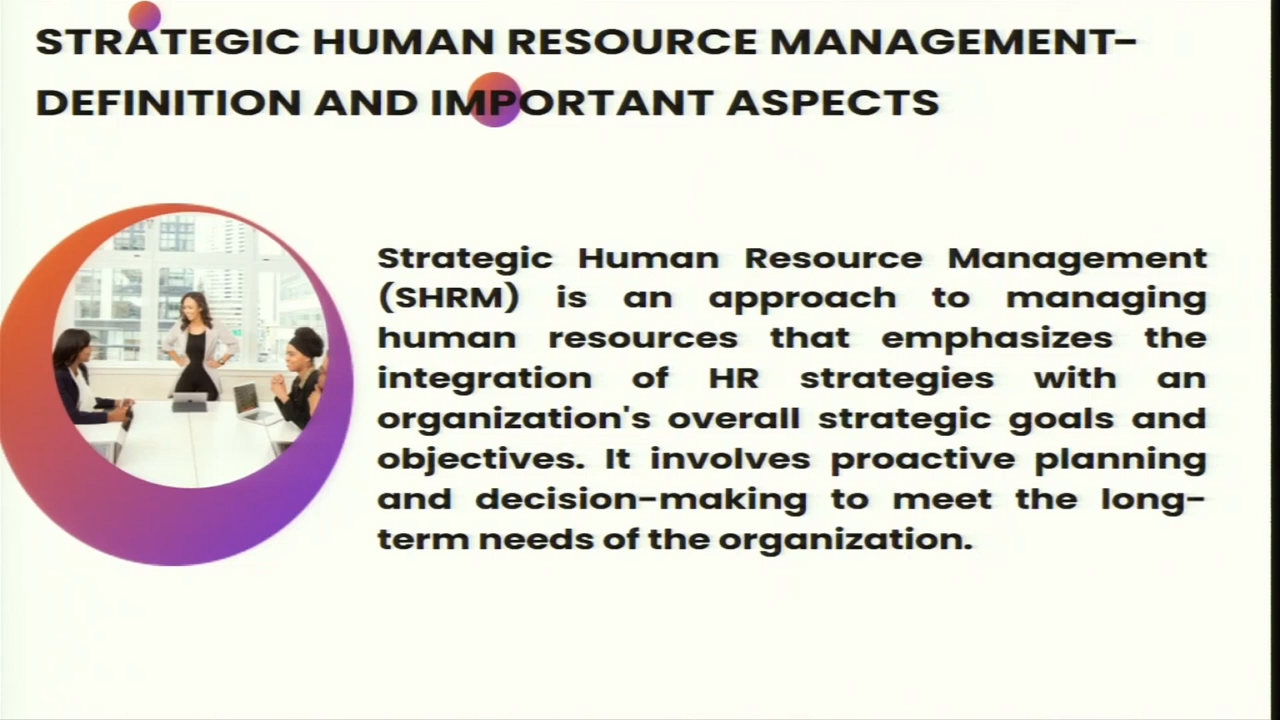 STRATEGIC HUMAN RESOURCE MANAGEMENT-
DEFINITION AND IMPORTANT ASPECTS
Strategic Human Resource Management
(SHRM) is an approach to managing
human resources that emphasizes the
integration of HR strategies with an
organization's overall strategic goals and
objectives. It involves proactive planning
and decision-making to meet the long-
term needs of the organization.